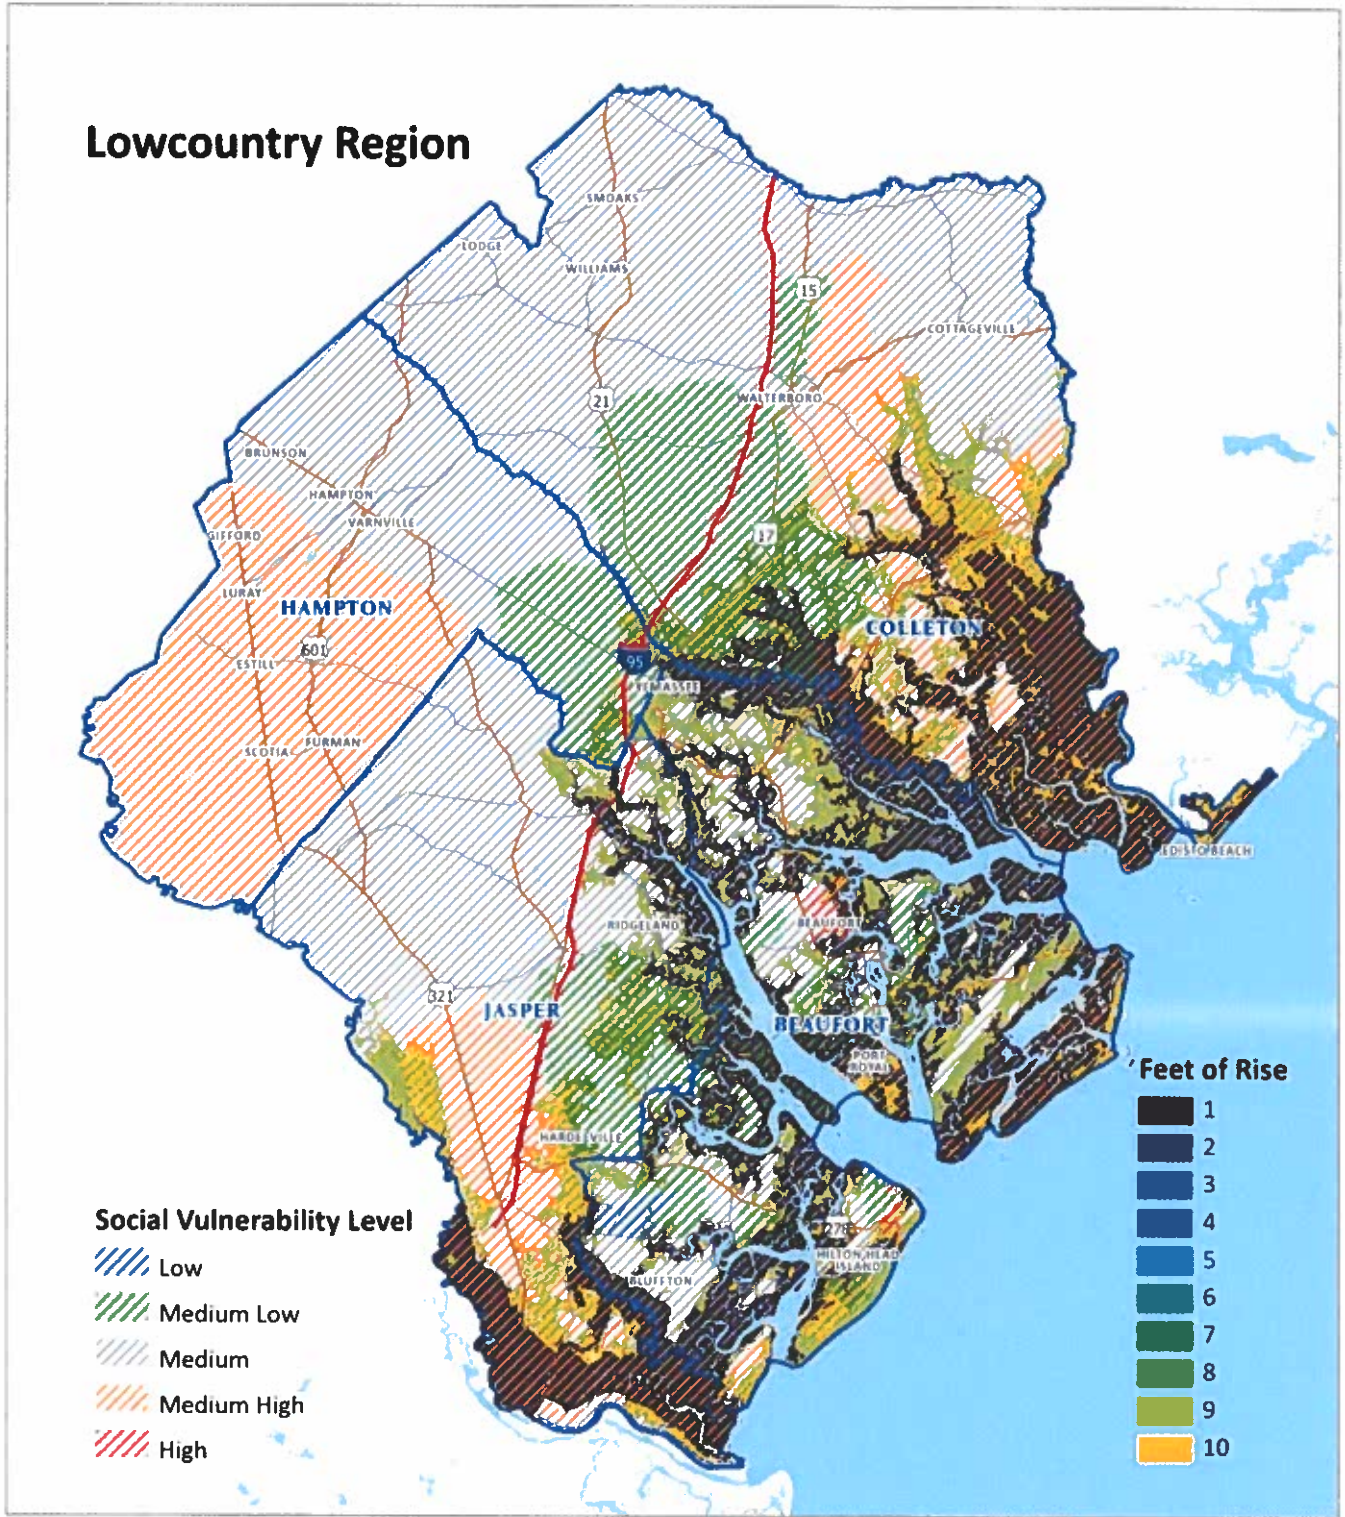 Lowcountry Region
SMOAKS
LODGE
WILLIAMS
15
COTTAGEVILLE
21
WALTERBORO
BRUNSON
HAMPTON
VARNVILLE
GIFFORD
17
LURAY
HAMPTON
COLLETON
601
ESTILL
95
YEMASSEE
SCOTIA
FURMAN
EDISTO BEACH
RIDGELAND
BEAUFORT
321
JASPER
BEAUFORT
PORT
ROYAL
HARDEEVILLE
278
HILTON HEAD
ISLAND
BLUFFTON
Feet of Rise
1
2
3
4
5
6
7
8
9
10
Social Vulnerability Level
Low
Medium Low
Medium
Medium High
High